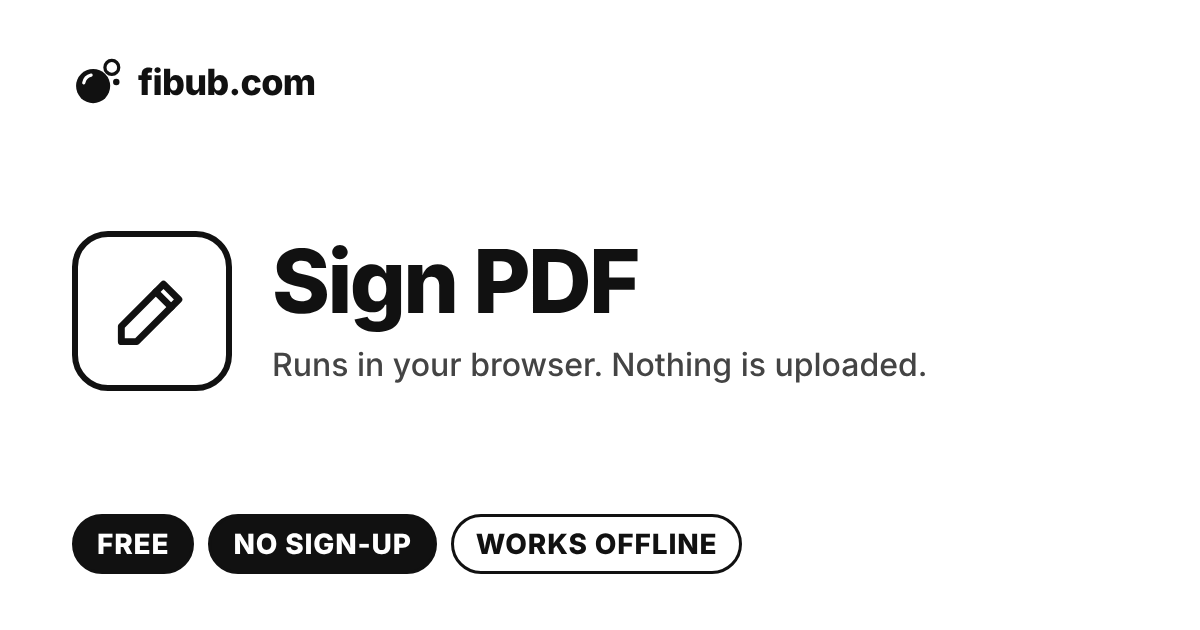 fibub.com
Sign PDF
Runs in your browser. Nothing is uploaded.
FREE NO SIGN-UP WORKS OFFLINE